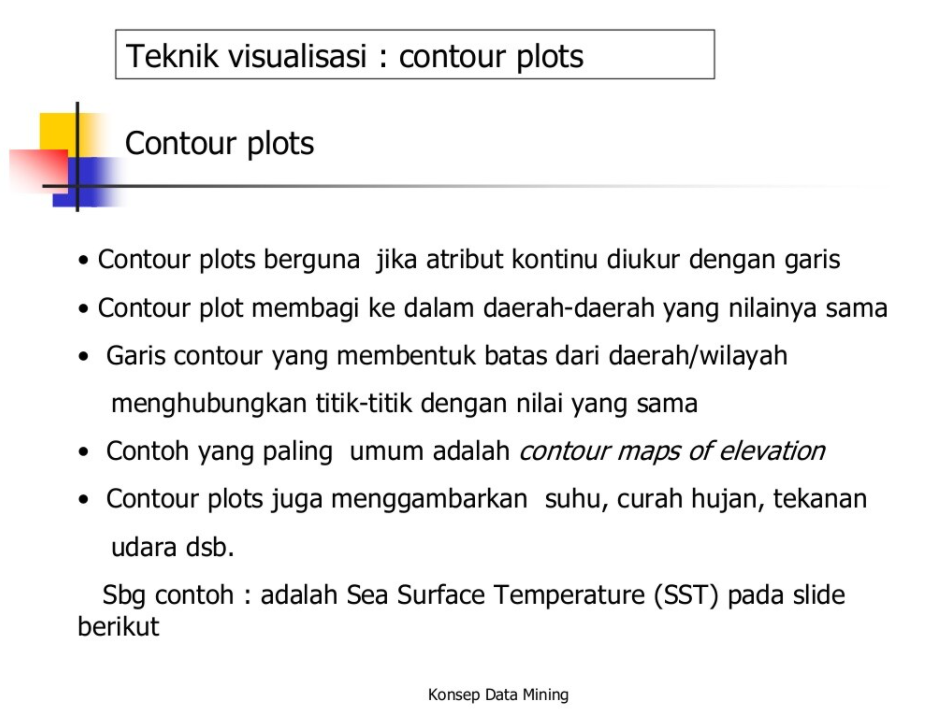 Teknik visualisasi : contour plots
Contour plots
• Contour plots berguna jika atribut kontinu diukur dengan garis
• Contour plot membagi ke dalam daerah-daerah yang nilainya sama
• Garis contour yang membentuk batas dari daerah/wilayah
menghubungkan titik-titik dengan nilai yang sama
• Contoh yang paling umum adalah contour maps of elevation
• Contour plots juga menggambarkan suhu, curah hujan, tekanan
udara dsb.
Sbg contoh : adalah Sea Surface Temperature (SST) pada slide
berikut
Konsep Data Mining